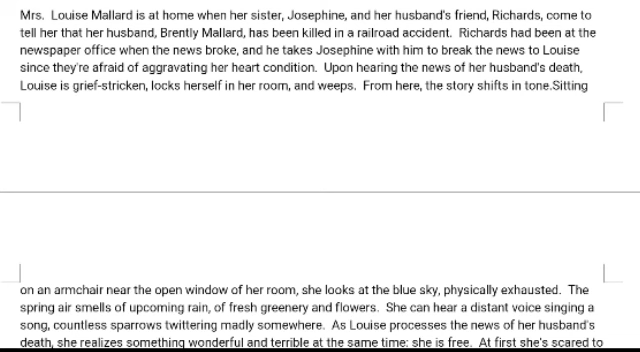 Mrs.  Louise Mallard is at home when her sister, Josephine, and her husband's friend, Richards, come to
tell her that her husband, Brently Mallard, has been killed in a railroad accident.  Richards had been at the
newspaper office when the news broke, and he takes Josephine with him to break the news to Louise
since they're afraid of aggravating her heart condition.  Upon hearing the news of her husband's death,
Louise is grief-stricken, locks herself in her room, and weeps.  From here, the story shifts in tone.Sitting
on an armchair near the open window of her room, she looks at the blue sky, physically exhausted.  The
spring air smells of upcoming rain, of fresh greenery and flowers.  She can hear a distant voice singing a
song, countless sparrows twittering madly somewhere.  As Louise processes the news of her husband's
death, she realizes something wonderful and terrible at the same time: she is free.  At first she's scared to